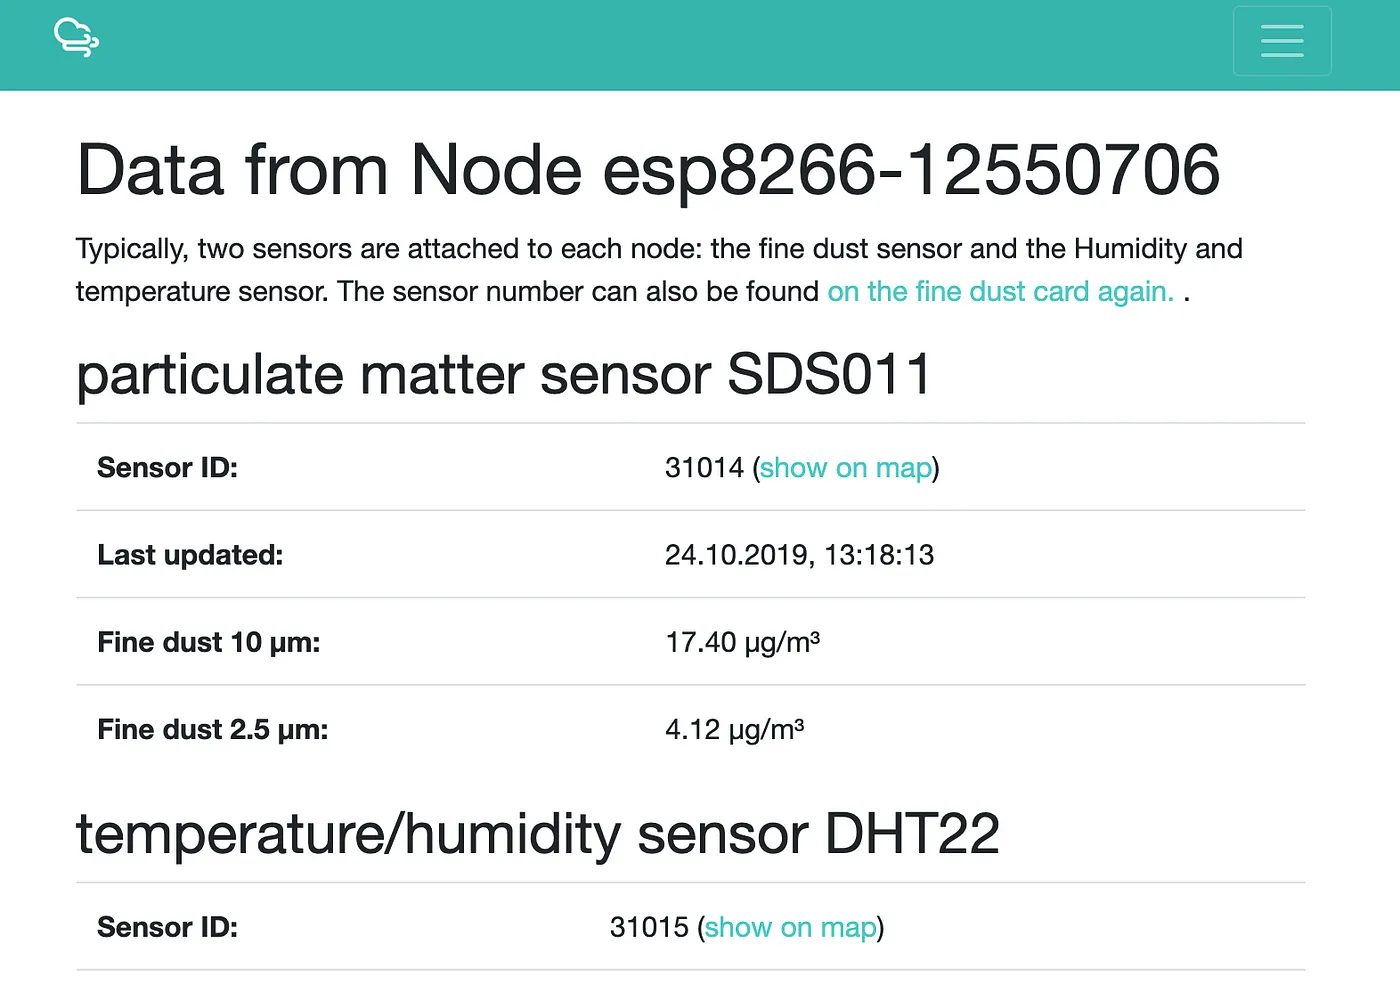 Data from Node esp8266-12550706
Typically, two sensors are attached to each node: the fine dust sensor and the Humidity and
temperature sensor. The sensor number can also be found on the fine dust card again. .
particulate matter sensor SDS011
Sensor ID: 31014 (show on map)
Last updated: 24.10.2019, 13:18:13
Fine dust 10 µm: 17.40 µg/m³
Fine dust 2.5 µm: 4.12 µg/m³
temperature/humidity sensor DHT22
Sensor ID: 31015 (show on map)